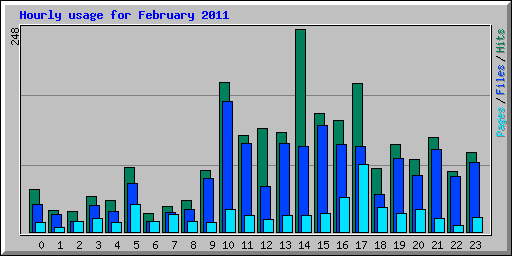 Hourly usage for February 2011
248
Pages / Files / Hits
0 1 2 3 4 5 6 7 8 9 10 11 12 13 14 15 16 17 18 19 20 21 22 23